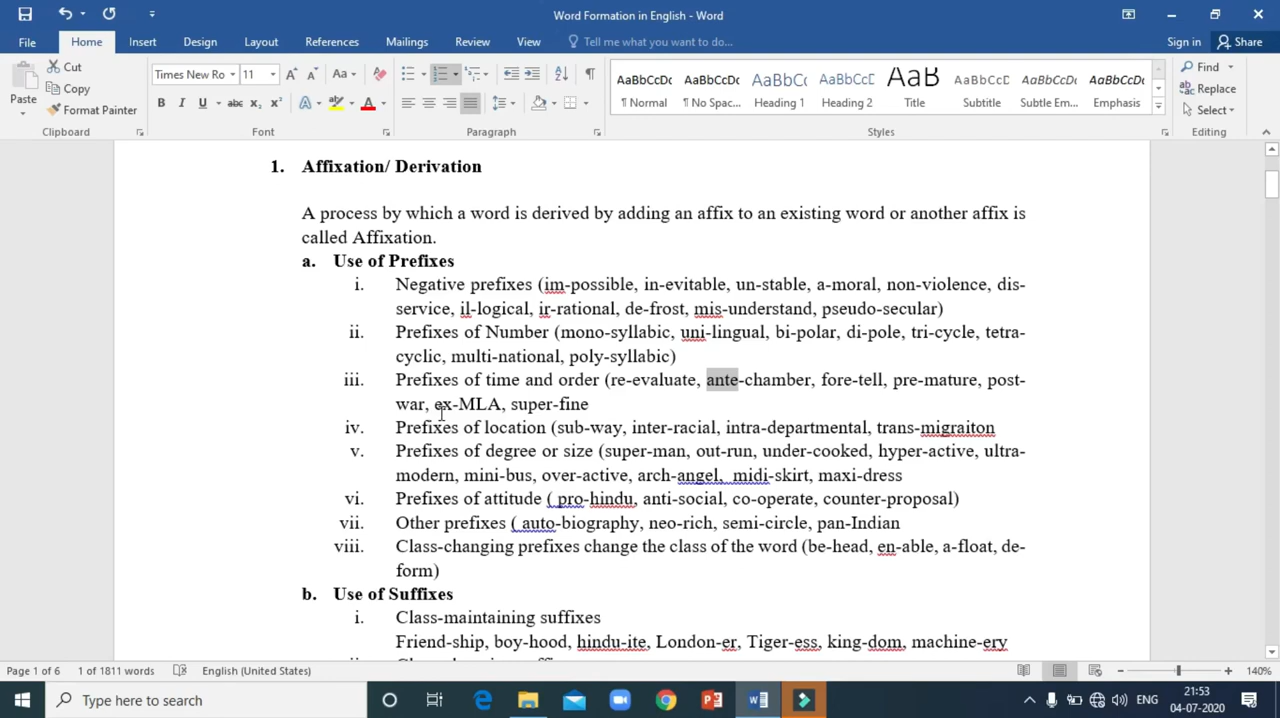 Word Formation in English - Word
Sign in
Share
File
Home
Insert
Design
Layout
References
Mailings
Review
View
Tell me what you want to do...
Paste
Cut
Copy
Format Painter
Clipboard
Times New Ro
11
Font
Paragraph
AaBbCcDc
AaBbCcDc
AaBbC(
AaBbCcD
AaB
AaBbCcD
AaBbCcDc
AaBbCcDc
¶ Normal
¶ No Spac...
Heading 1
Heading 2
Title
Subtitle
Subtle Em...
Emphasis
Styles
Find
Replace
Select
Editing
1. Affixation/ Derivation
A process by which a word is derived by adding an affix to an existing word or another affix is
called Affixation.
a. Use of Prefixes
i. Negative prefixes (im-possible, in-evitable, un-stable, a-moral, non-violence, dis-
service, il-logical, ir-rational, de-frost, mis-understand, pseudo-secular)
ii. Prefixes of Number (mono-syllabic, uni-lingual, bi-polar, di-pole, tri-cycle, tetra-
cyclic, multi-national, poly-syllabic)
iii. Prefixes of time and order (re-evaluate, ante-chamber, fore-tell, pre-mature, post-
war, ex-MLA, super-fine
iv. Prefixes of location (sub-way, inter-racial, intra-departmental, trans-migraiton
v. Prefixes of degree or size (super-man, out-run, under-cooked, hyper-active, ultra-
modern, mini-bus, over-active, arch-angel, midi-skirt, maxi-dress
vi. Prefixes of attitude ( pro-hindu, anti-social, co-operate, counter-proposal)
vii. Other prefixes ( auto-biography, neo-rich, semi-circle, pan-Indian
viii. Class-changing prefixes change the class of the word (be-head, en-able, a-float, de-
form)
b. Use of Suffixes
i. Class-maintaining suffixes
Friend-ship, boy-hood, hindu-ite, London-er, Tiger-ess, king-dom, machine-ery
Page 1 of 6
1 of 1811 words
English (United States)
140%
Type here to search
ENG
21:53
04-07-2020